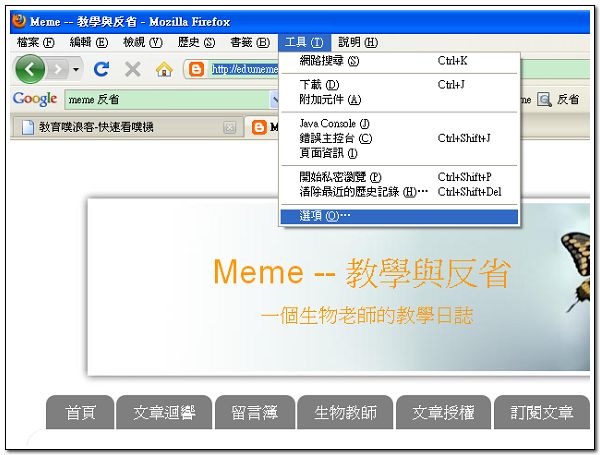 Meme -- 教學與反省 - Mozilla Firefox
檔案 (F) 編輯 (E) 檢視 (V) 歷史 (S) 書籤 (B) 工具 (T) 說明 (H)
http://edumeme
Google meme 反省 me 反省
教育噗浪客-快速看噗機 M
網路搜尋 (S) Ctrl+K
下載 (D) Ctrl+J
附加元件 (A)
Java Console (J)
錯誤主控台 (C) Ctrl+Shift+J
頁面資訊 (I)
開始私密瀏覽 (P) Ctrl+Shift+P
清除最近的歷史記錄 (H)… Ctrl+Shift+Del
選項 (O)…
Meme -- 教學與反省
一個生物老師的教學日誌
首頁 文章迴響 留言簿 生物教師 文章授權 訂閱文章